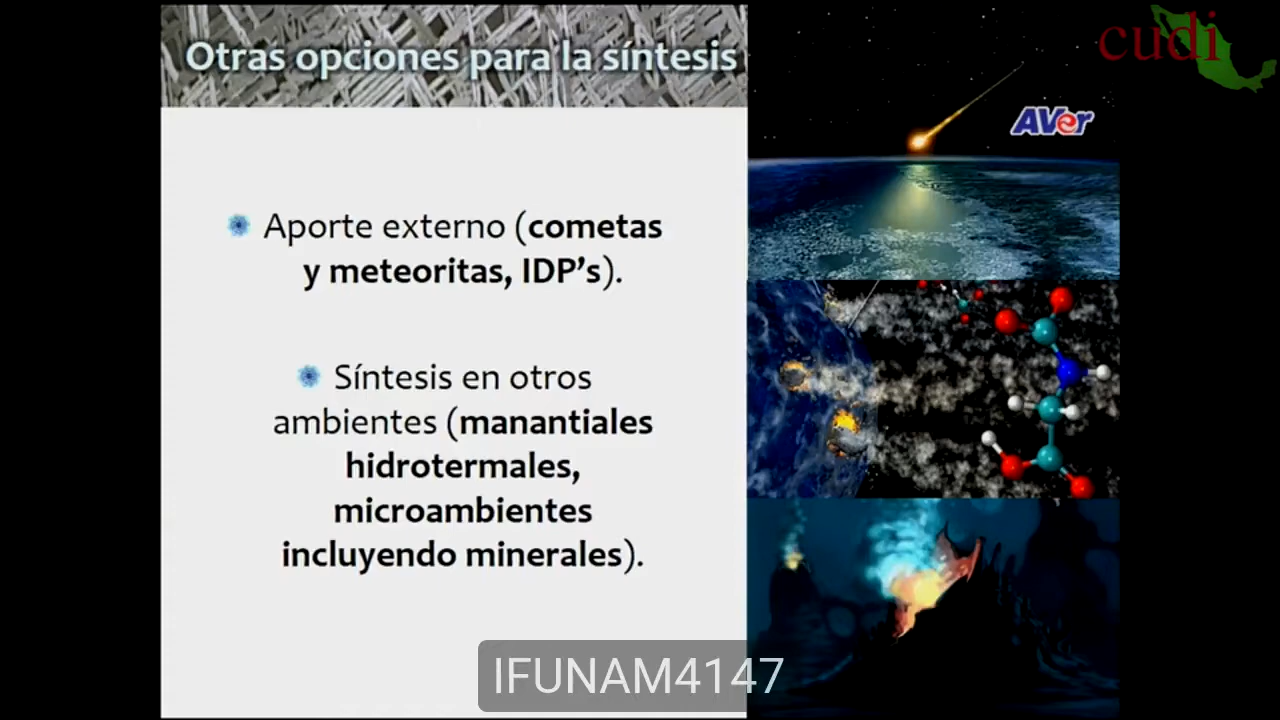 Otras opciones para la síntesis
cudi
AVer
Aporte externo (cometas
y meteoritas, IDP's).
Síntesis en otros
ambientes (manantiales
hidrotermales,
microambientes
incluyendo minerales).
IFUNAM4147